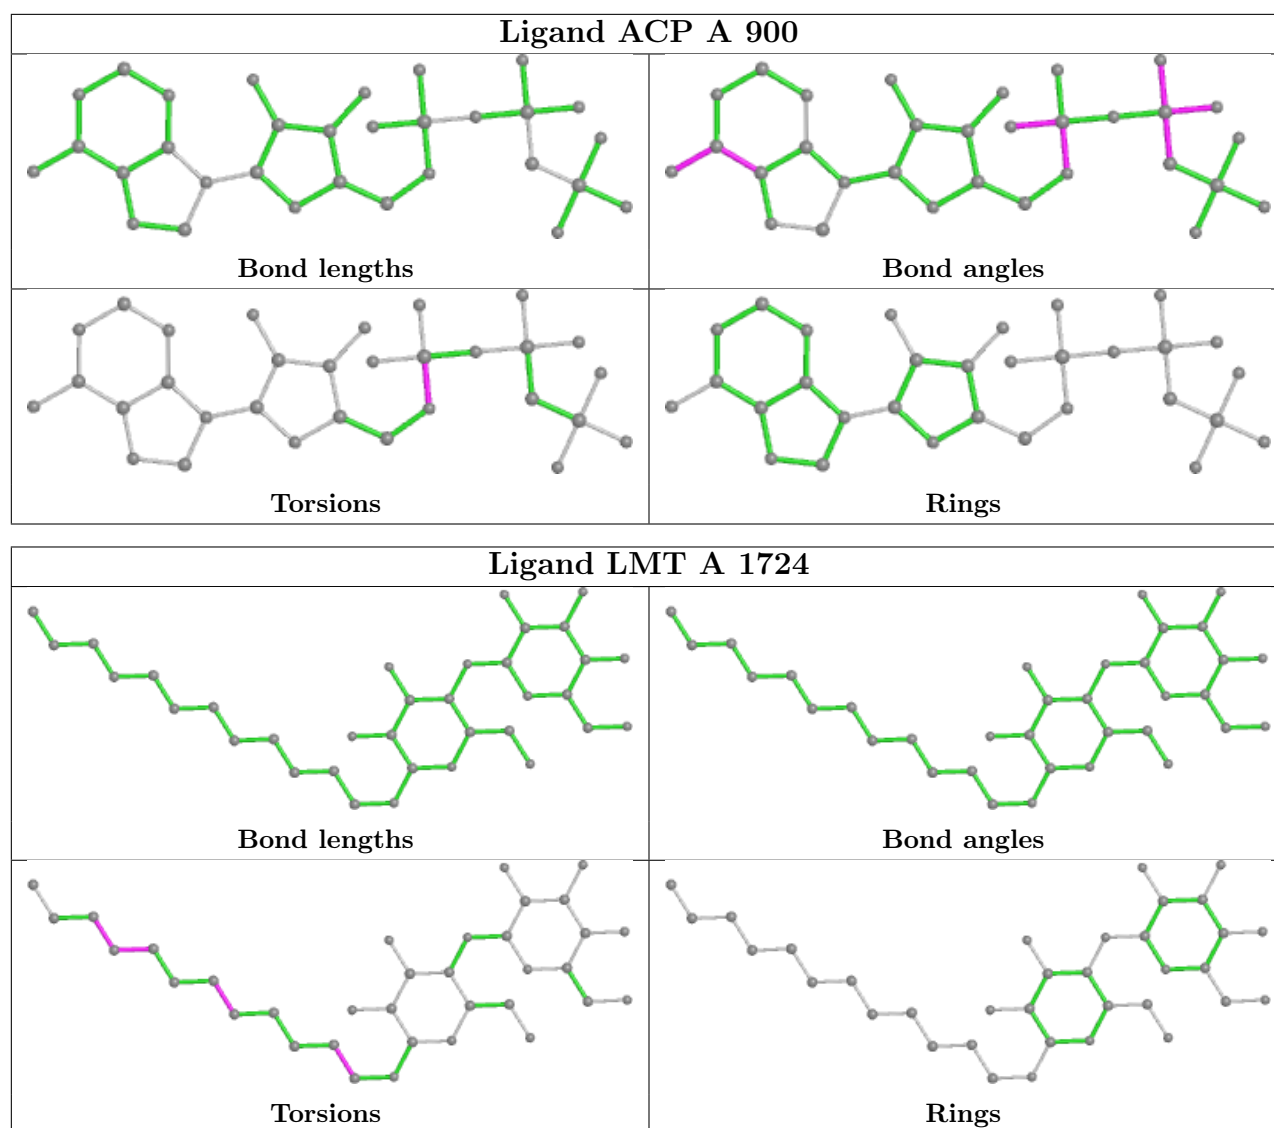 Ligand ACP A 900
Bond lengths
Bond angles
Torsions
Rings
Ligand LMT A 1724
Bond lengths
Bond angles
Torsions
Rings